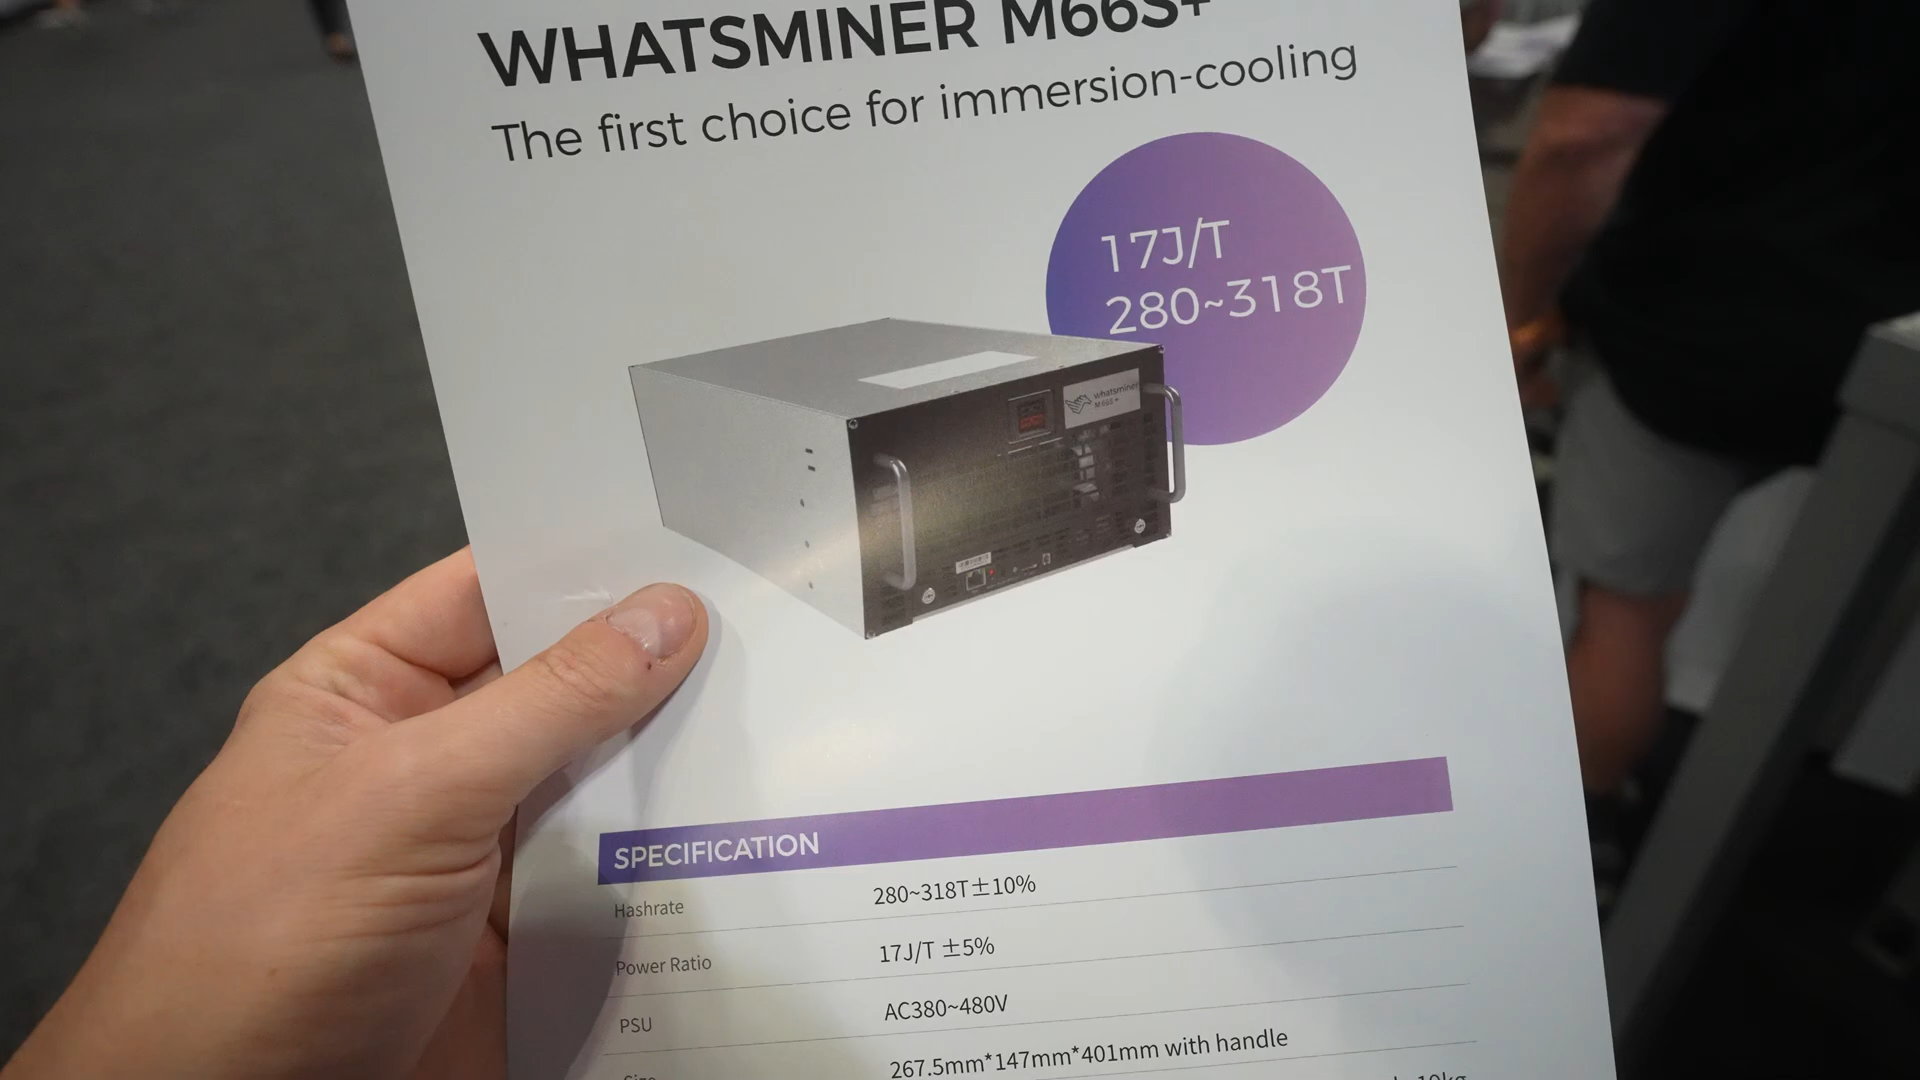 WHATSMINER M66S+
The first choice for immersion-cooling
17J/T
280~318T
whatsminer
M66S+
SPECIFICATION
Hashrate 280~318T±10%
Power Ratio 17J/T ±5%
PSU AC380~480V
Size 267.5mm*147mm*401mm with handle